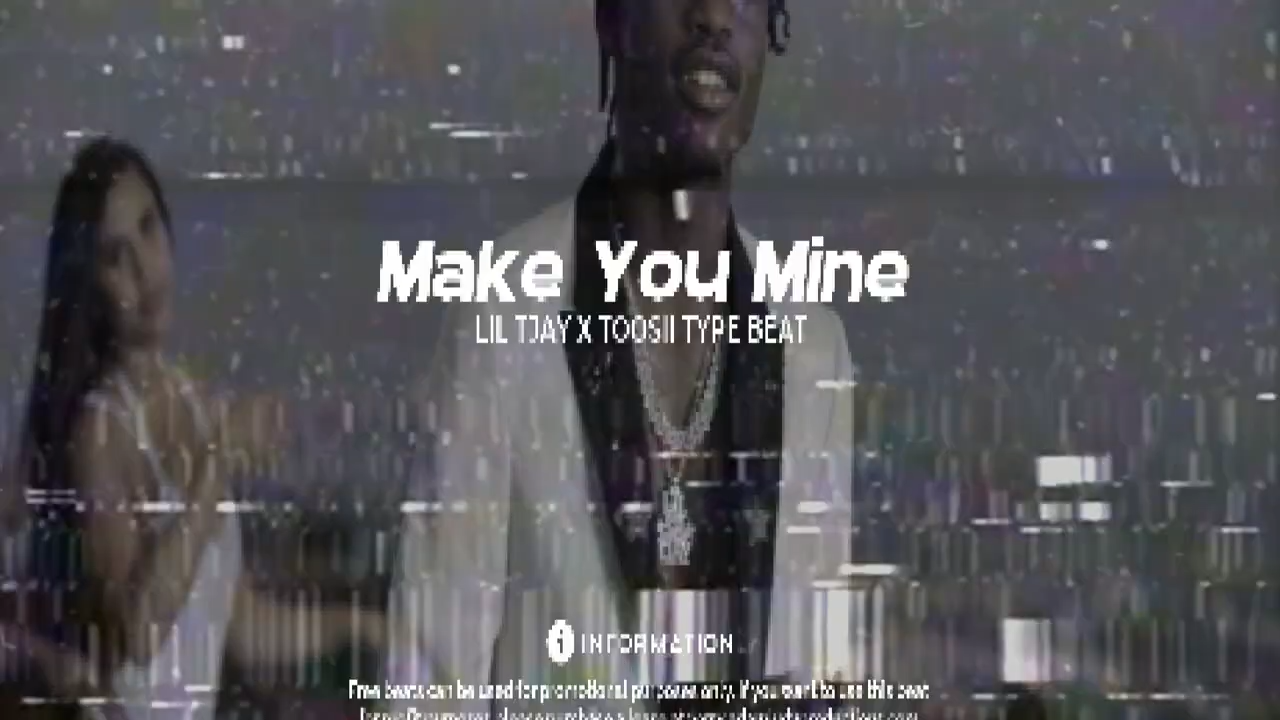 Make You Mine
LIL TJAY X TOOSII TYPE BEAT
i INFORMATION
Free beats can be used for promotional purposes only. If you want to use this beat